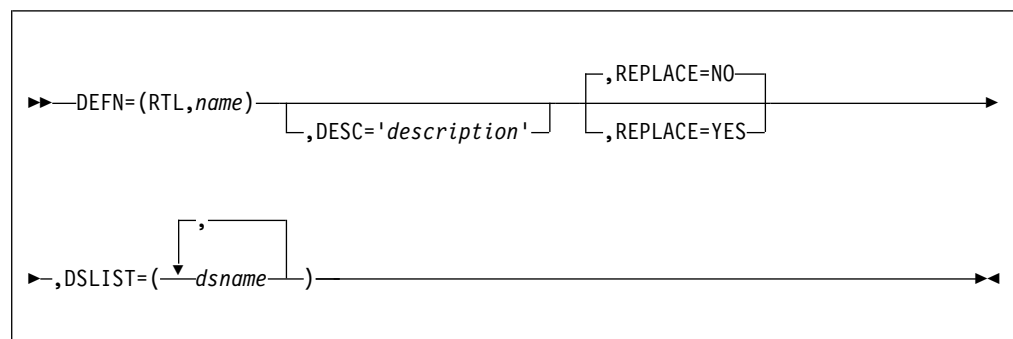 ,REPLACE=NO
DEFN=(RTL,name)
,DESC='description'
,REPLACE=YES
,
,DSLIST=( dsname )